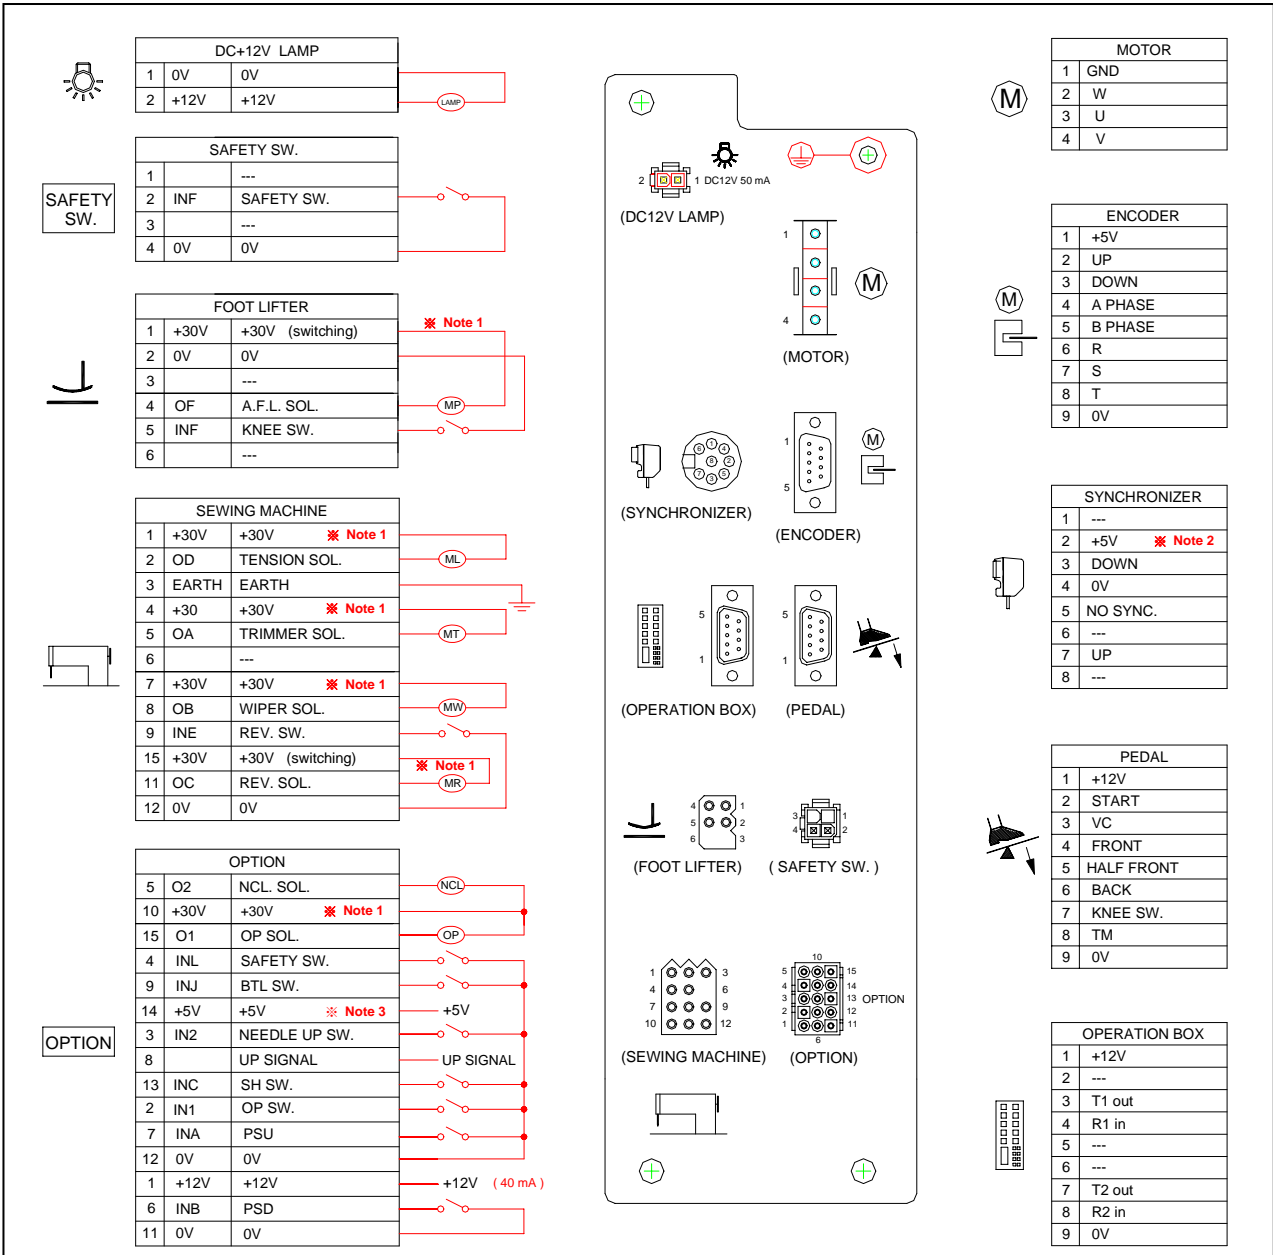 DC+12V LAMP
1 0V 0V
2 +12V +12V
LAMP
SAFETY SW.
SAFETY SW.
1 ---
2 INF SAFETY SW.
3 ---
4 0V 0V
FOOT LIFTER
1 +30V +30V (switching) ※ Note 1
2 0V 0V
3 ---
4 OF A.F.L. SOL. MP
5 INF KNEE SW.
6 ---
SEWING MACHINE
1 +30V +30V ※ Note 1
2 OD TENSION SOL. ML
3 EARTH EARTH
4 +30 +30V ※ Note 1
5 OA TRIMMER SOL. MT
6 ---
7 +30V +30V ※ Note 1
8 OB WIPER SOL. MW
9 INE REV. SW.
15 +30V +30V (switching) ※ Note 1
11 OC REV. SOL. MR
12 0V 0V
OPTION
OPTION
5 O2 NCL. SOL. NCL
10 +30V +30V ※ Note 1
15 O1 OP SOL. OP
4 INL SAFETY SW.
9 INJ BTL SW.
14 +5V +5V ※ Note 3 +5V
3 IN2 NEEDLE UP SW.
8 UP SIGNAL UP SIGNAL
13 INC SH SW.
2 IN1 OP SW.
7 INA PSU
12 0V 0V
1 +12V +12V +12V ( 40 mA )
6 INB PSD
11 0V 0V
2 1 DC12V 50 mA
(DC12V LAMP)
1
M
4
(MOTOR)
6 1 4
8 2
7 3 5
(SYNCHRONIZER)
1
5
M
(ENCODER)
5
1
(OPERATION BOX)
5
1
(PEDAL)
4 1
5 2
6 3
(FOOT LIFTER)
3 1
4 2
( SAFETY SW. )
1 3
4 6
7 9
10 12
(SEWING MACHINE)
10
5 15
4 14
3 13 OPTION
2 12
1 11
6
(OPTION)
M
MOTOR
1 GND
2 W
3 U
4 V
M
ENCODER
1 +5V
2 UP
3 DOWN
4 A PHASE
5 B PHASE
6 R
7 S
8 T
9 0V
SYNCHRONIZER
1 ---
2 +5V ※ Note 2
3 DOWN
4 0V
5 NO SYNC.
6 ---
7 UP
8 ---
PEDAL
1 +12V
2 START
3 VC
4 FRONT
5 HALF FRONT
6 BACK
7 KNEE SW.
8 TM
9 0V
OPERATION BOX
1 +12V
2 ---
3 T1 out
4 R1 in
5 ---
6 ---
7 T2 out
8 R2 in
9 0V